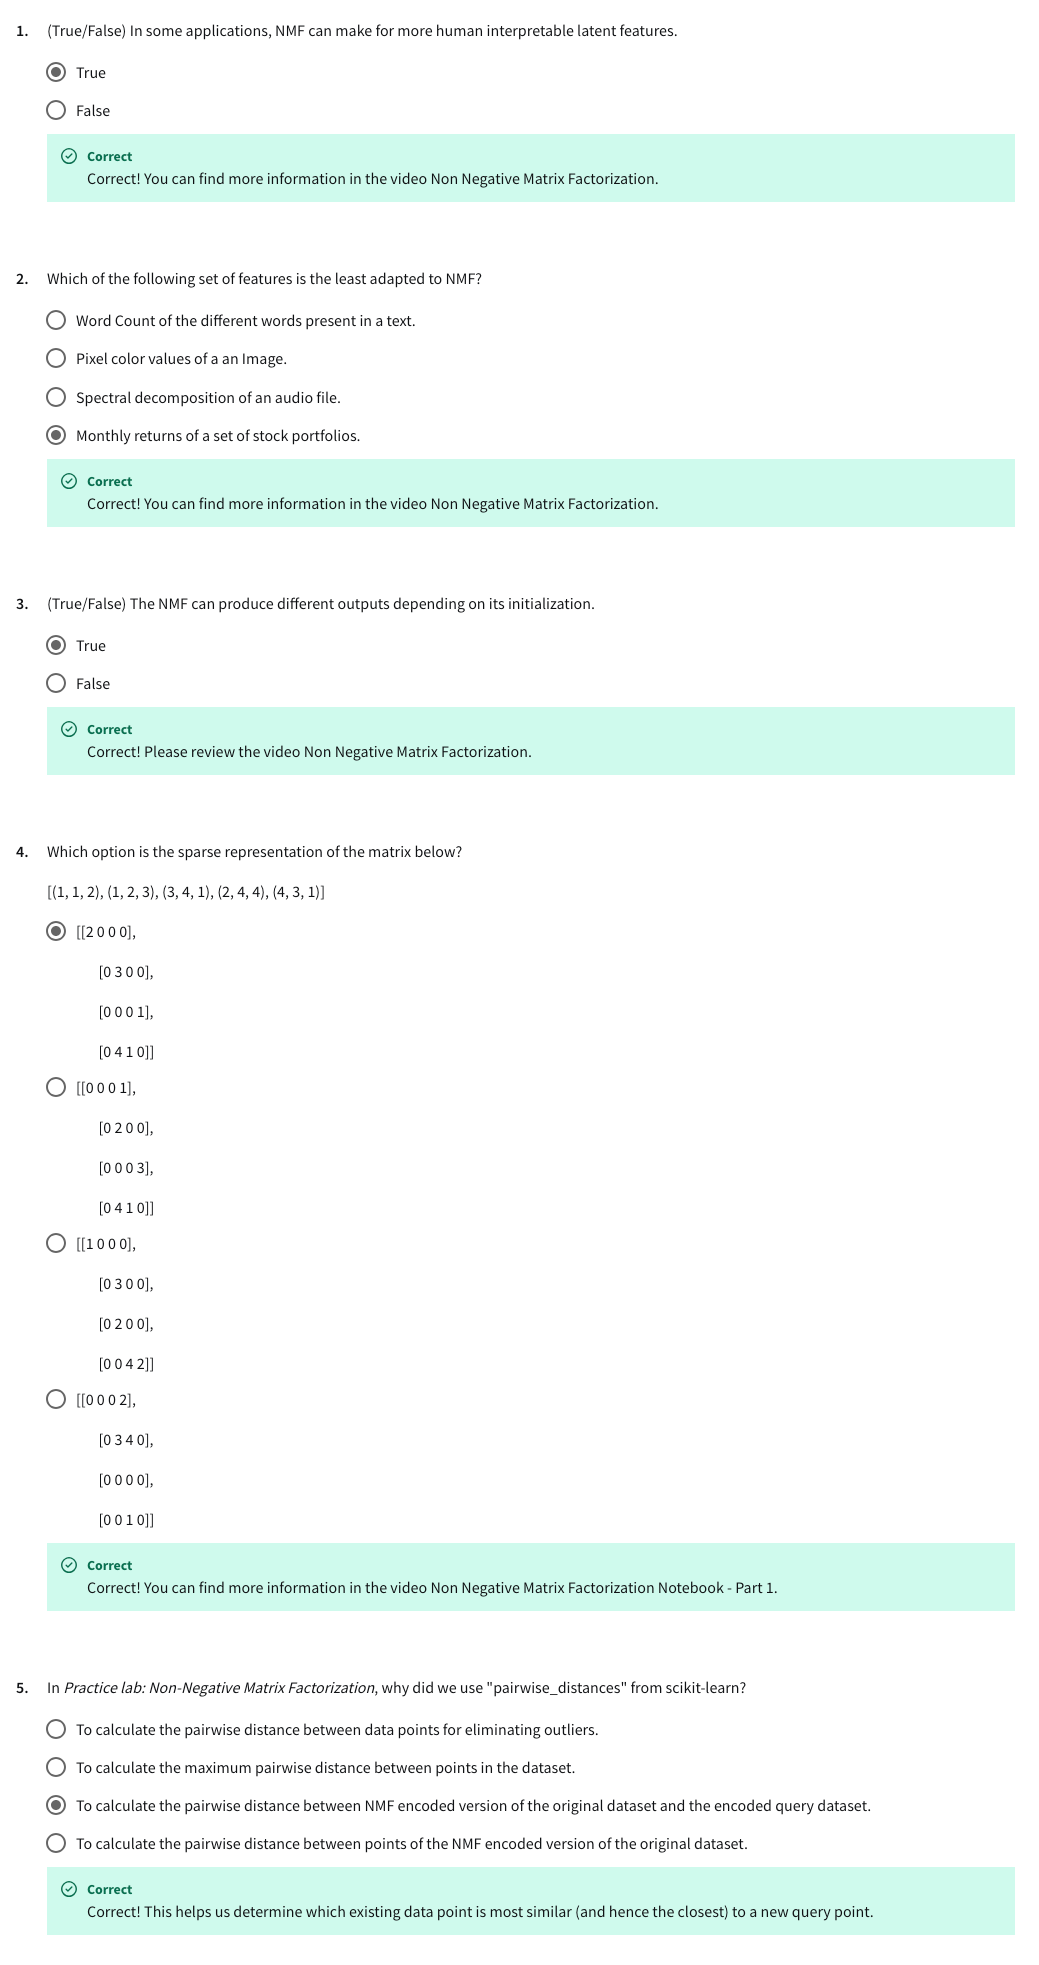 1. (True/False) In some applications, NMF can make for more human interpretable latent features.
True
False
Correct
Correct! You can find more information in the video Non Negative Matrix Factorization.
2. Which of the following set of features is the least adapted to NMF?
Word Count of the different words present in a text.
Pixel color values of a an Image.
Spectral decomposition of an audio file.
Monthly returns of a set of stock portfolios.
Correct
Correct! You can find more information in the video Non Negative Matrix Factorization.
3. (True/False) The NMF can produce different outputs depending on its initialization.
True
False
Correct
Correct! Please review the video Non Negative Matrix Factorization.
4. Which option is the sparse representation of the matrix below?
[(1, 1, 2), (1, 2, 3), (3, 4, 1), (2, 4, 4), (4, 3, 1)]
[[2 0 0 0],
[0 3 0 0],
[0 0 0 1],
[0 4 1 0]]
[[0 0 0 1],
[0 2 0 0],
[0 0 0 3],
[0 4 1 0]]
[[1 0 0 0],
[0 3 0 0],
[0 2 0 0],
[0 0 4 2]]
[[0 0 0 2],
[0 3 4 0],
[0 0 0 0],
[0 0 1 0]]
Correct
Correct! You can find more information in the video Non Negative Matrix Factorization Notebook - Part 1.
5. In Practice lab: Non-Negative Matrix Factorization, why did we use "pairwise_distances" from scikit-learn?
To calculate the pairwise distance between data points for eliminating outliers.
To calculate the maximum pairwise distance between points in the dataset.
To calculate the pairwise distance between NMF encoded version of the original dataset and the encoded query dataset.
To calculate the pairwise distance between points of the NMF encoded version of the original dataset.
Correct
Correct! This helps us determine which existing data point is most similar (and hence the closest) to a new query point.